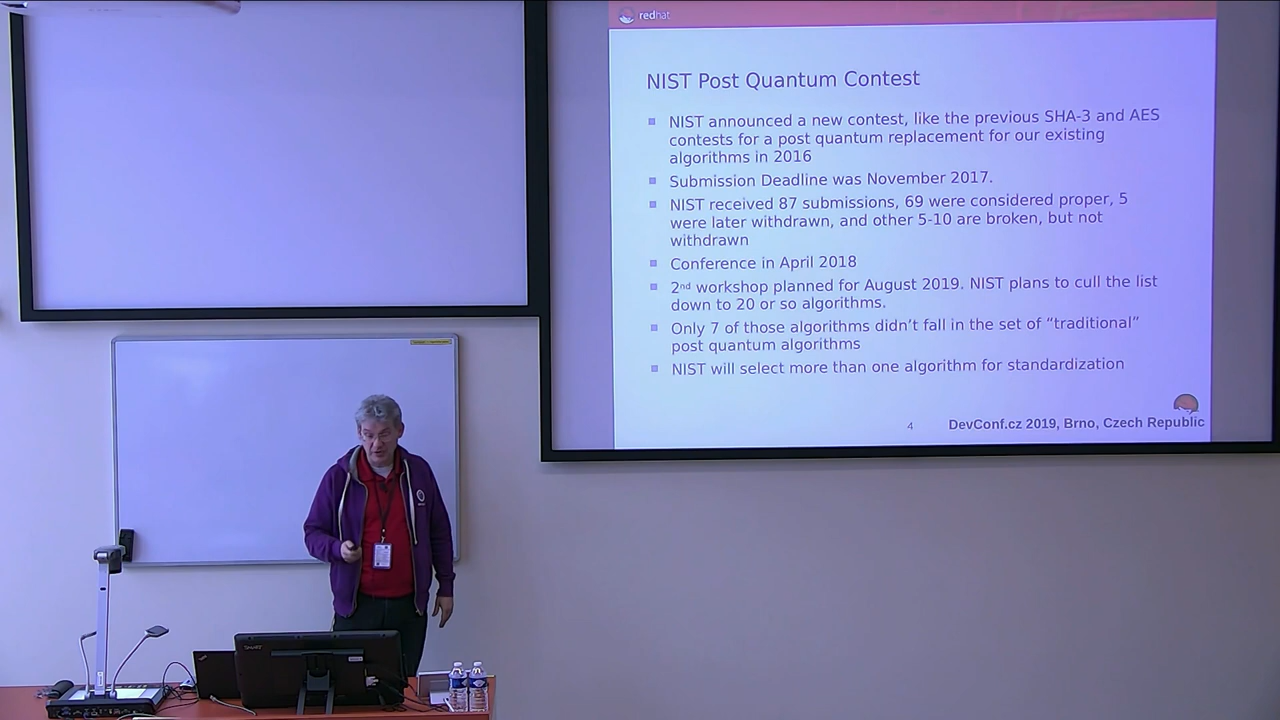 redhat
NIST Post Quantum Contest
NIST announced a new contest, like the previous SHA-3 and AES
contests for a post quantum replacement for our existing
algorithms in 2016
Submission Deadline was November 2017.
NIST received 87 submissions, 69 were considered proper, 5
were later withdrawn, and other 5-10 are broken, but not
withdrawn
Conference in April 2018
2nd workshop planned for August 2019. NIST plans to cull the list
down to 20 or so algorithms.
Only 7 of those algorithms didn’t fall in the set of “traditional”
post quantum algorithms
NIST will select more than one algorithm for standardization
4
DevConf.cz 2019, Brno, Czech Republic